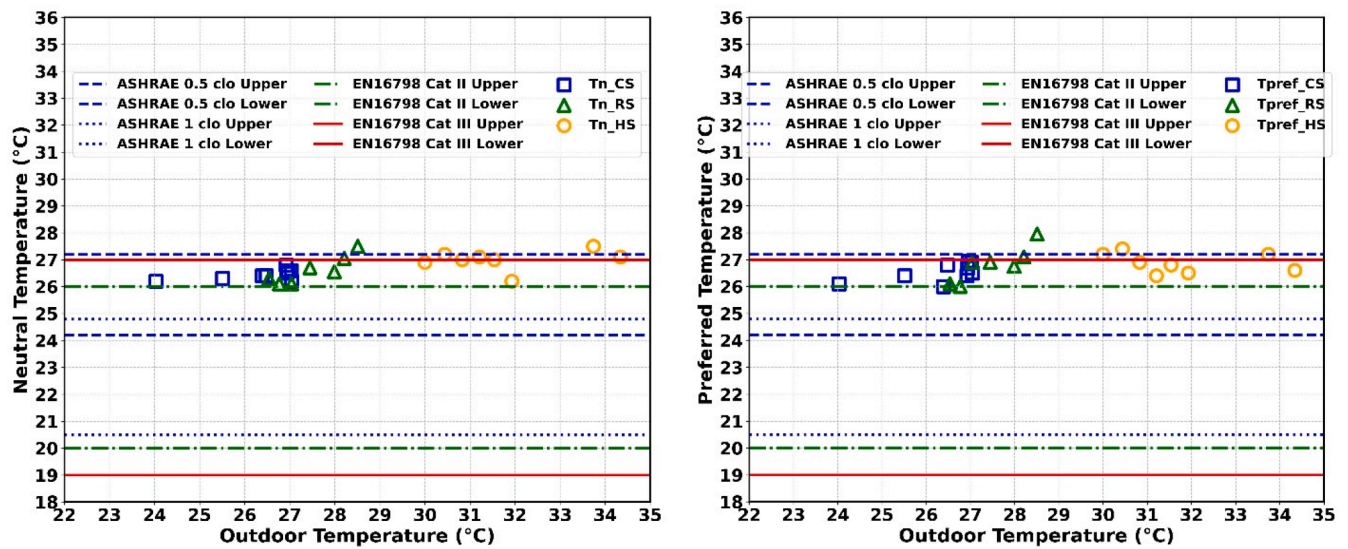 36
35
34
33
32
31
30
29
28
27
26
25
24
23
22
21
20
19
18
Neutral Temperature (°C)
ASHRAE 0.5 clo Upper
ASHRAE 0.5 clo Lower
ASHRAE 1 clo Upper
ASHRAE 1 clo Lower
EN16798 Cat II Upper
EN16798 Cat II Lower
EN16798 Cat III Upper
EN16798 Cat III Lower
Tn_CS
Tn_RS
Tn_HS
22 24 25 26 27 29 30 31 32 34 35
Outdoor Temperature (°C)
36
35
34
33
32
31
30
29
28
27
26
25
24
23
22
21
20
19
18
Preferred Temperature (°C)
ASHRAE 0.5 clo Upper
ASHRAE 0.5 clo Lower
ASHRAE 1 clo Upper
ASHRAE 1 clo Lower
EN16798 Cat II Upper
EN16798 Cat II Lower
EN16798 Cat III Upper
EN16798 Cat III Lower
Tpref_CS
Tpref_RS
Tpref_HS
22 24 25 26 27 29 30 31 32 34 35
Outdoor Temperature (°C)